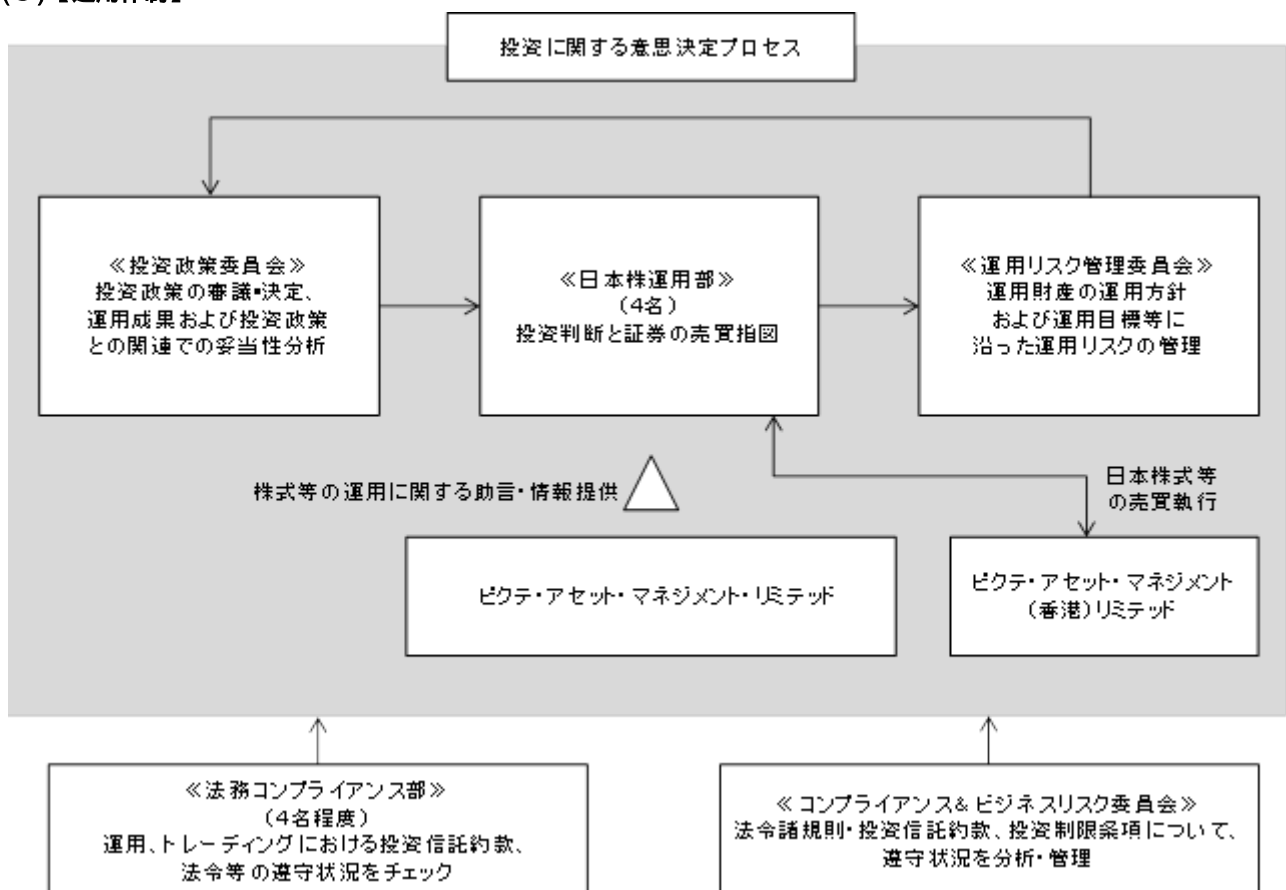 (3)【運用体制】
投資に関する意思決定プロセス
≪投資政策委員会≫
投資政策の審議・決定、
運用成果および投資政策
との関連での妥当性分析
≪日本株運用部≫
(4名)
投資判断と証券の売買指図
≪運用リスク管理委員会≫
運用財産の運用方針
および運用目標等に
沿った運用リスクの管理
株式等の運用に関する助言・情報提供
日本株式等
の売買執行
ピクテ・アセット・マネジメント・リミテッド
ピクテ・アセット・マネジメント
(香港)リミテッド
≪法務コンプライアンス部≫
(4名程度)
運用、トレーディングにおける投資信託約款、
法令等の遵守状況をチェック
≪コンプライアンス&ビジネスリスク委員会≫
法令諸規則・投資信託約款、投資制限条項について、
遵守状況を分析・管理